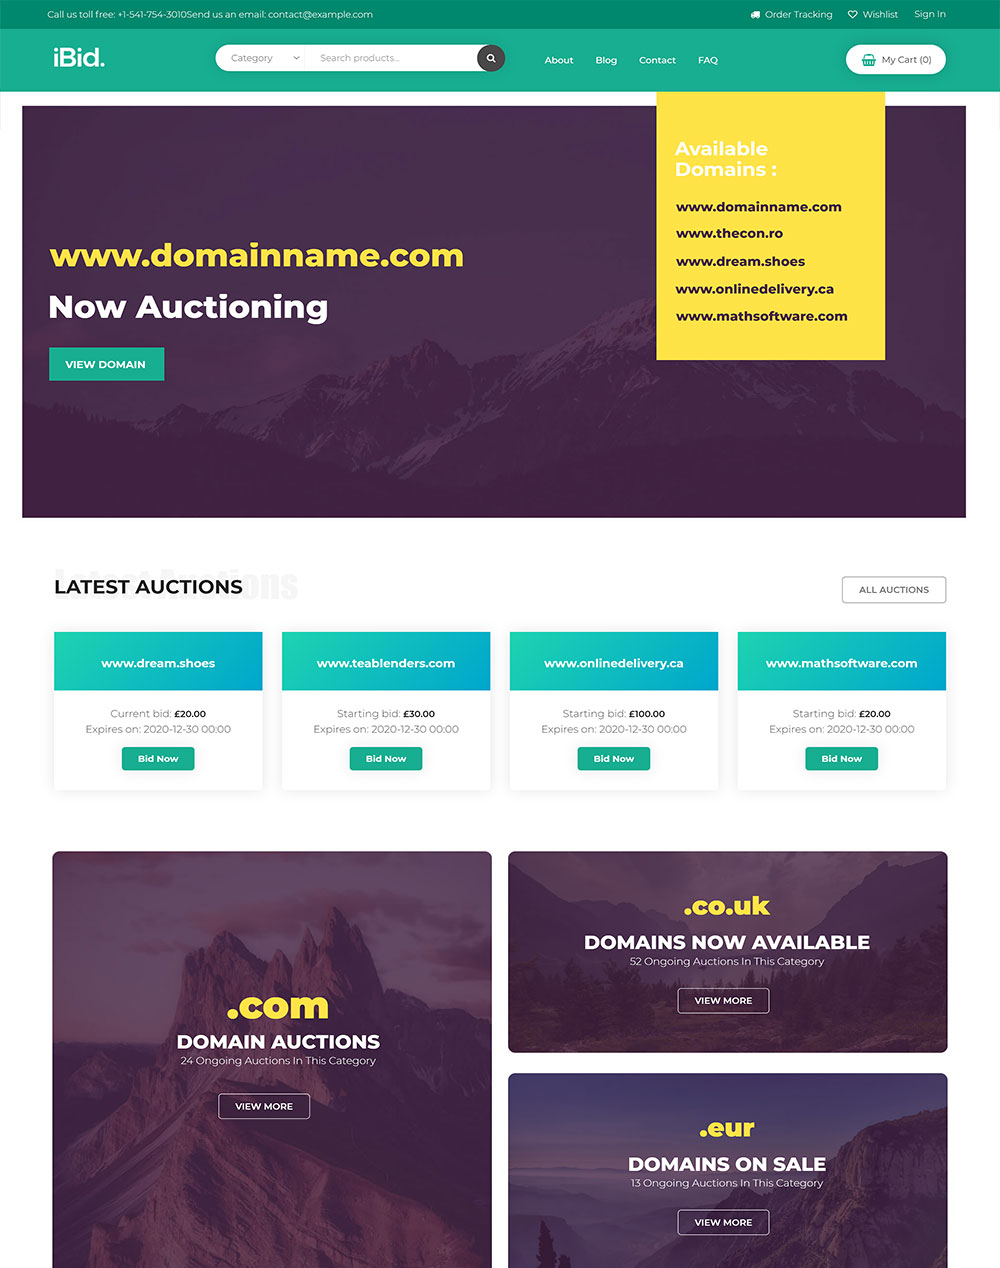 Call us toll free: +1-541-754-3010Send us an email: contact@example.com
Order Tracking
Wishlist
Sign In
iBid.
Category
Search products...
About
Blog
Contact
FAQ
My Cart (0)
Available
Domains :
www.domainname.com
www.thecon.ro
www.dream.shoes
www.onlinedelivery.ca
www.mathsoftware.com
www.domainname.com
Now Auctioning
VIEW DOMAIN
Latest Auctions
LATEST AUCTIONS
ALL AUCTIONS
www.dream.shoes
Current bid: £20.00
Expires on: 2020-12-30 00:00
Bid Now
www.teablenders.com
Starting bid: £30.00
Expires on: 2020-12-30 00:00
Bid Now
www.onlinedelivery.ca
Starting bid: £100.00
Expires on: 2020-12-30 00:00
Bid Now
www.mathsoftware.com
Starting bid: £20.00
Expires on: 2020-12-30 00:00
Bid Now
.com
DOMAIN AUCTIONS
24 Ongoing Auctions In This Category
VIEW MORE
.co.uk
DOMAINS NOW AVAILABLE
52 Ongoing Auctions In This Category
VIEW MORE
.eur
DOMAINS ON SALE
13 Ongoing Auctions In This Category
VIEW MORE